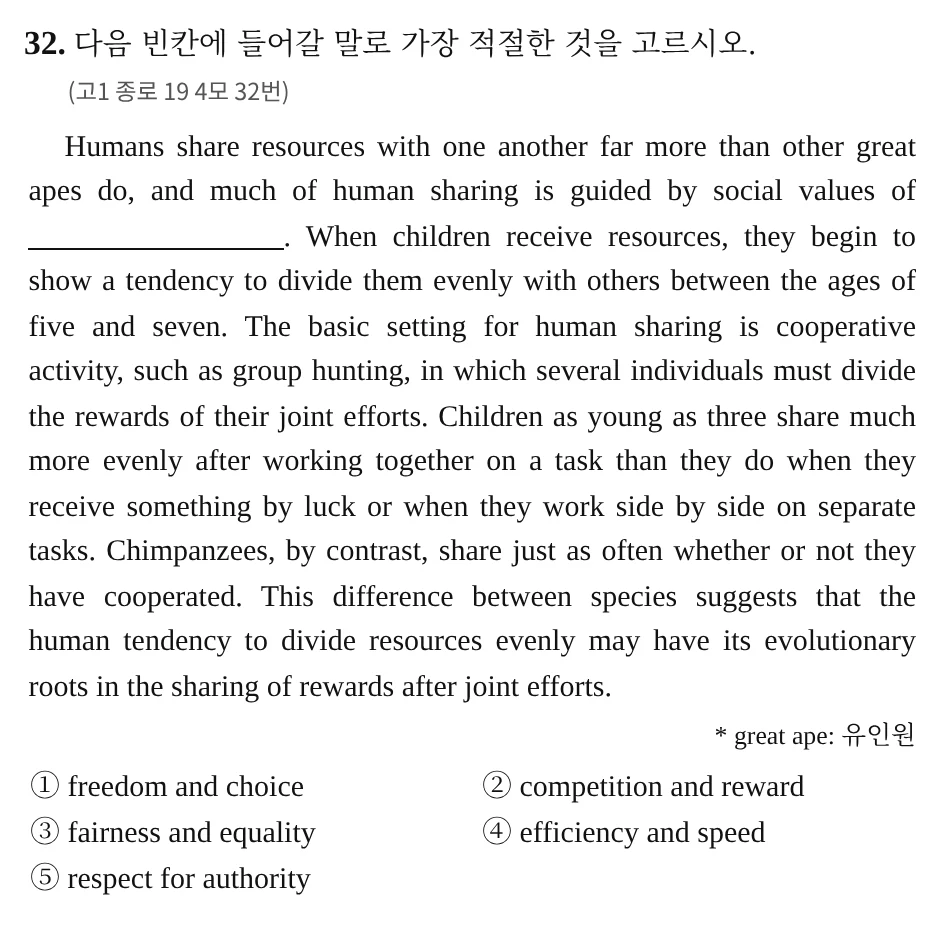 32. 다음 빈칸에 들어갈 말로 가장 적절한 것을 고르시오.
(고1 종로 19 4모 32번)
Humans share resources with one another far more than other great
apes do, and much of human sharing is guided by social values of
________________. When children receive resources, they begin to
show a tendency to divide them evenly with others between the ages of
five and seven. The basic setting for human sharing is cooperative
activity, such as group hunting, in which several individuals must divide
the rewards of their joint efforts. Children as young as three share much
more evenly after working together on a task than they do when they
receive something by luck or when they work side by side on separate
tasks. Chimpanzees, by contrast, share just as often whether or not they
have cooperated. This difference between species suggests that the
human tendency to divide resources evenly may have its evolutionary
roots in the sharing of rewards after joint efforts.
* great ape: 유인원
① freedom and choice ② competition and reward
③ fairness and equality ④ efficiency and speed
⑤ respect for authority